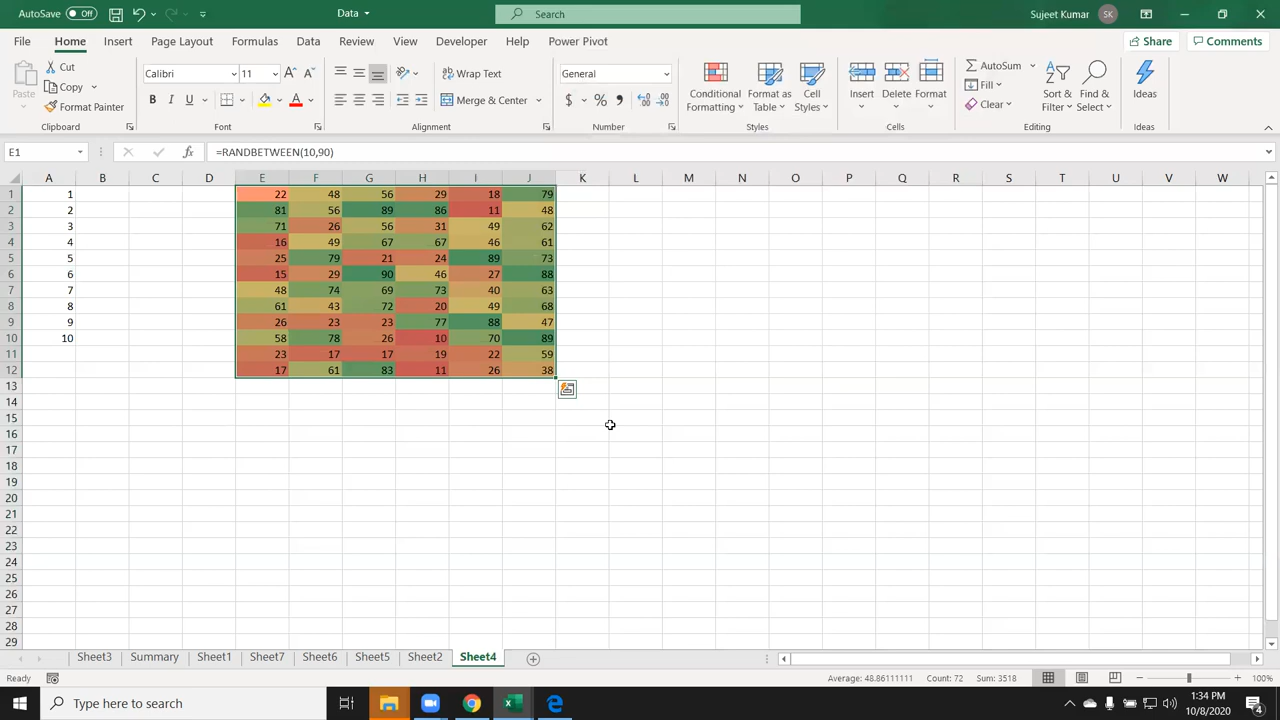 AutoSave Off Data Search Sujeet Kumar SK
File Home Insert Page Layout Formulas Data Review View Developer Help Power Pivot Share Comments
Paste Cut Copy Format Painter Clipboard
Calibri 11 A A B I U A Font
Wrap Text Merge & Center Alignment
General $ % , Number
Conditional Formatting Format as Table Cell Styles Styles
Insert Delete Format Cells
AutoSum Fill Clear Sort & Filter Find & Select Editing
Ideas Ideas
E1 fx =RANDBETWEEN(10,90)
A B C D E F G H I J K L M N O P Q R S T U V W
1 1 22 48 56 29 18 79
2 2 81 56 89 86 11 48
3 3 71 26 56 31 49 62
4 4 16 49 67 67 46 61
5 5 25 79 21 24 89 73
6 6 15 29 90 46 27 88
7 7 48 74 69 73 40 63
8 8 61 43 72 20 49 68
9 9 26 23 23 77 88 47
10 10 58 78 26 10 70 89
11 23 17 17 19 22 59
12 17 61 83 11 26 38
13
14
15
16
17
18
19
20
21
22
23
24
25
26
27
28
29
Sheet3 Summary Sheet1 Sheet7 Sheet6 Sheet5 Sheet2 Sheet4
Ready Average: 48.86111111 Count: 72 Sum: 3518 100%
Type here to search 1:34 PM
10/8/2020